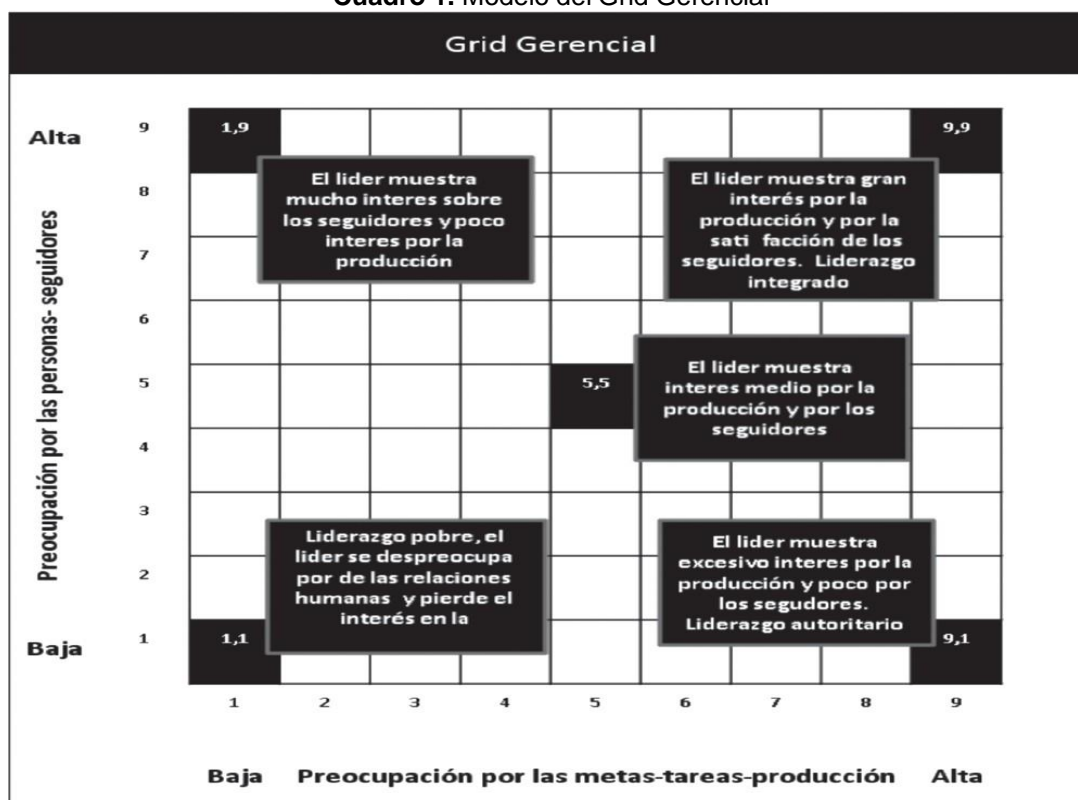 Cuadro 1. Modelo del Grid Gerencial
Grid Gerencial
Alta
9
1,9
9,9
8
El lider muestra
mucho interes sobre
los seguidores y poco
interes por la
producción
El lider muestra gran
interés por la
producción y por la
sati facción de los
seguidores. Liderazgo
integrado
7
6
5
5,5
El lider muestra
interes medio por la
producción y por los
seguidores
4
3
Liderazgo pobre, el
lider se despreocupa
por de las relaciones
humanas y pierde el
interés en la
El lider muestra
excesivo interes por la
producción y poco por
los segudores.
Liderazgo autoritario
2
Baja
1
1,1
9,1
Preocupación por las personas- seguidores
1 2 3 4 5 6 7 8 9
Baja Preocupación por las metas-tareas-producción Alta